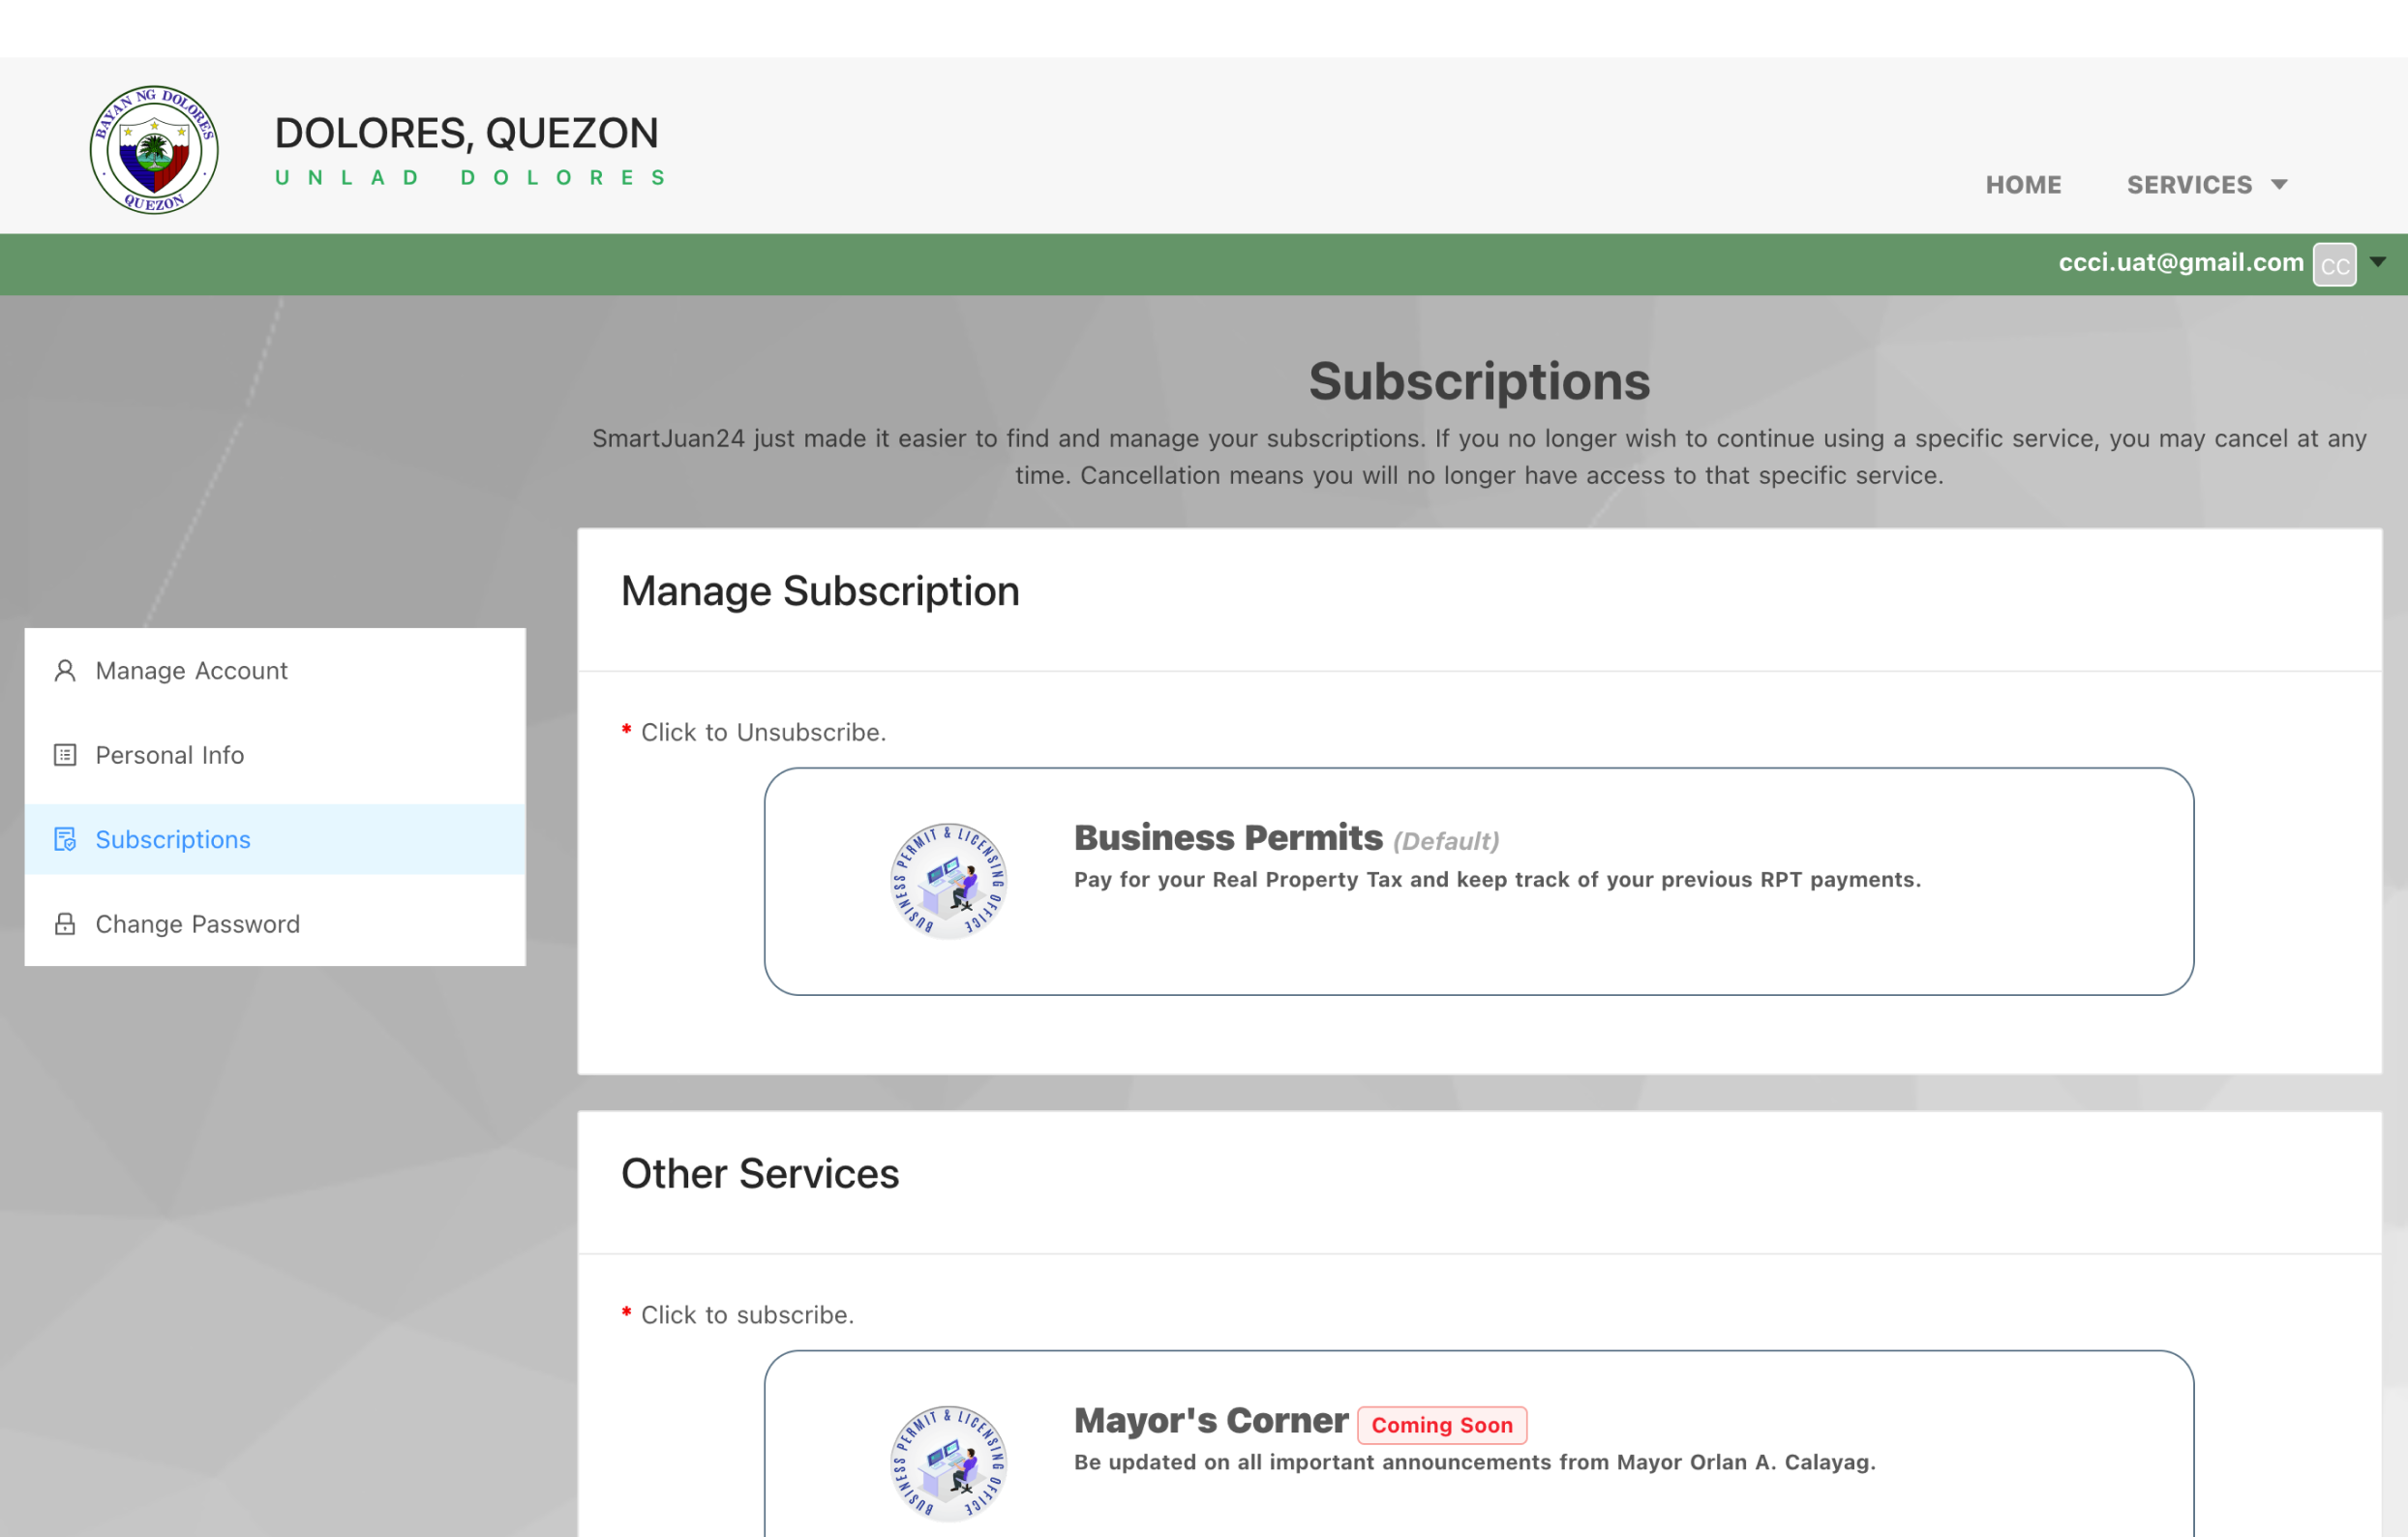 BAYAN NG DOLORES
QUEZON
DOLORES, QUEZON
UNLAD DOLORES
HOME
SERVICES
ccci.uat@gmail.com
CC
Subscriptions
SmartJuan24 just made it easier to find and manage your subscriptions. If you no longer wish to continue using a specific service, you may cancel at any
time. Cancellation means you will no longer have access to that specific service.
Manage Account
Personal Info
Subscriptions
Change Password
Manage Subscription
* Click to Unsubscribe.
BUSINESS PERMIT & LICENSING OFFICE
Business Permits (Default)
Pay for your Real Property Tax and keep track of your previous RPT payments.
Other Services
* Click to subscribe.
BUSINESS PERMIT & LICENSING OFFICE
Mayor's Corner Coming Soon
Be updated on all important announcements from Mayor Orlan A. Calayag.